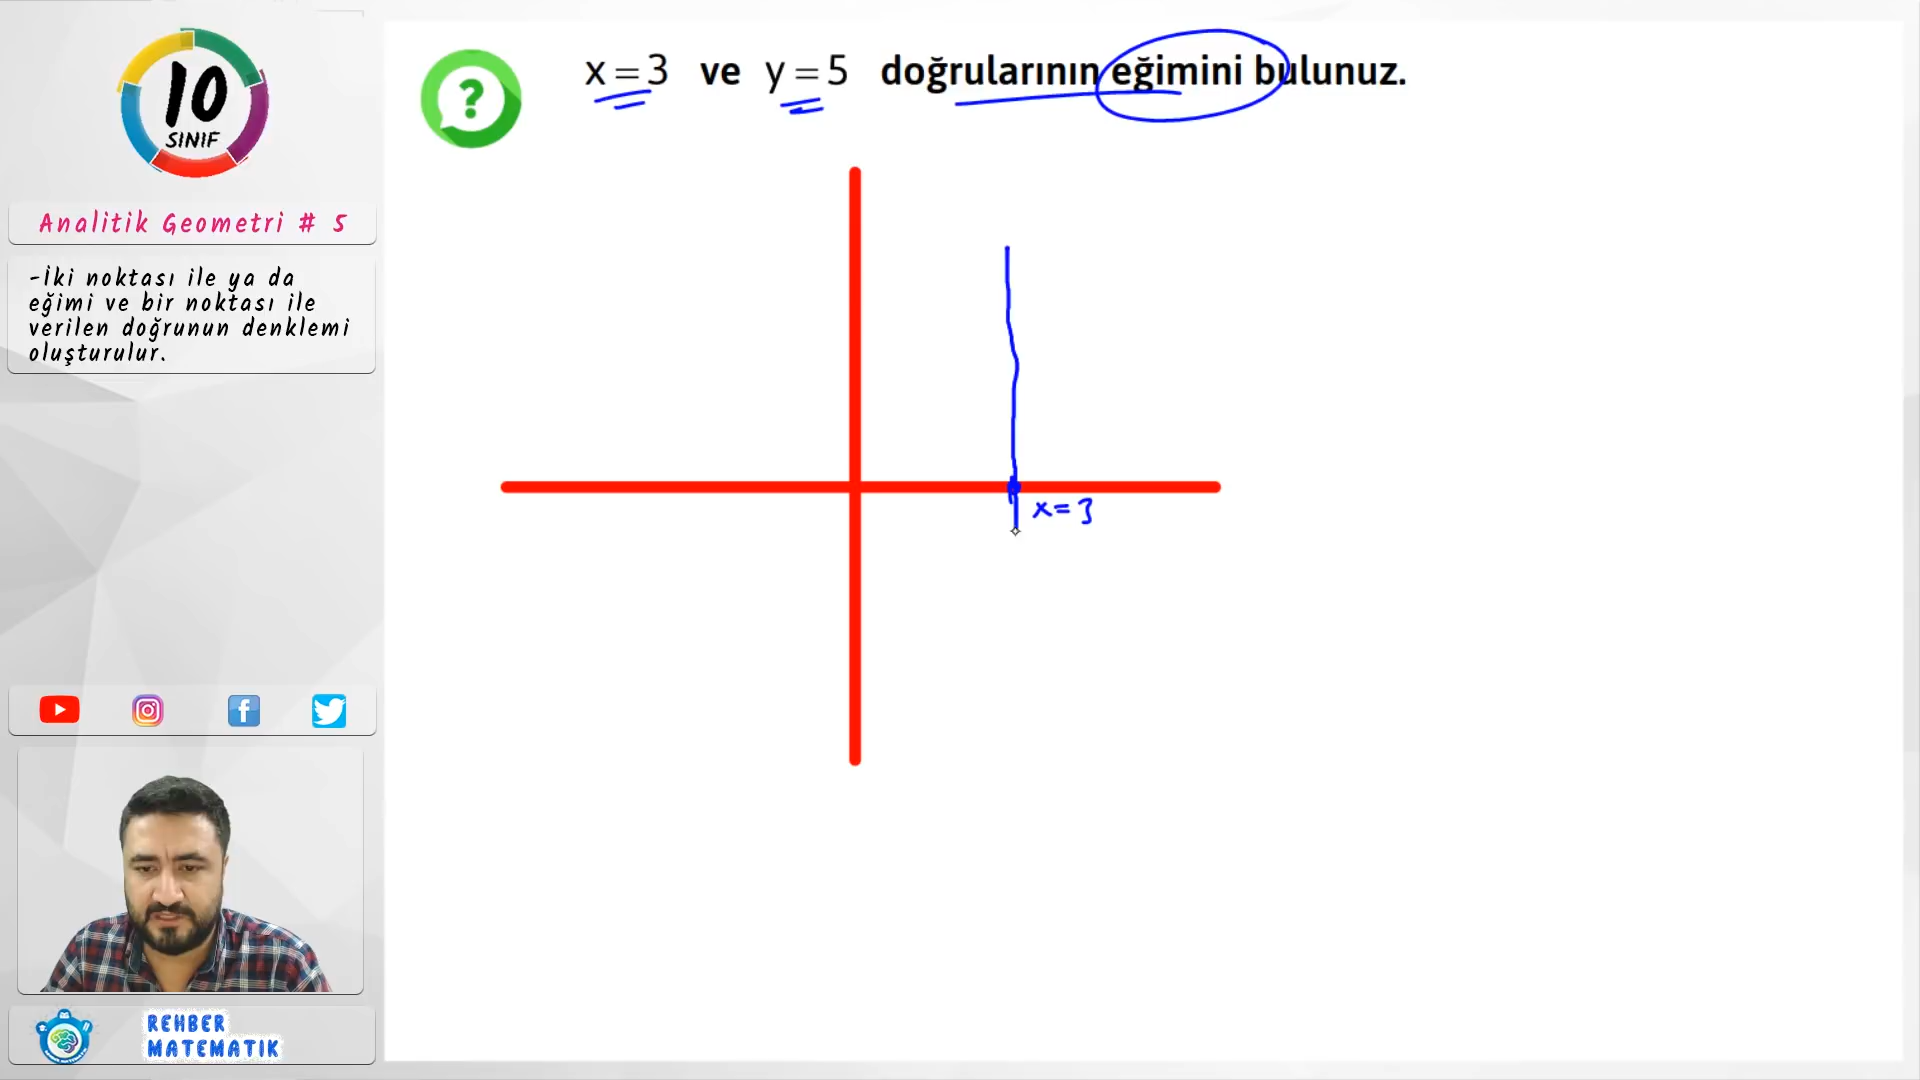 10
SINIF
Analitik Geometri # 5
-İki noktası ile ya da
eğimi ve bir noktası ile
verilen doğrunun denklemi
oluşturulur.
REHBER
MATEMATIK
?
x = 3 ve y = 5 doğrularının eğimini bulunuz.
x = 3